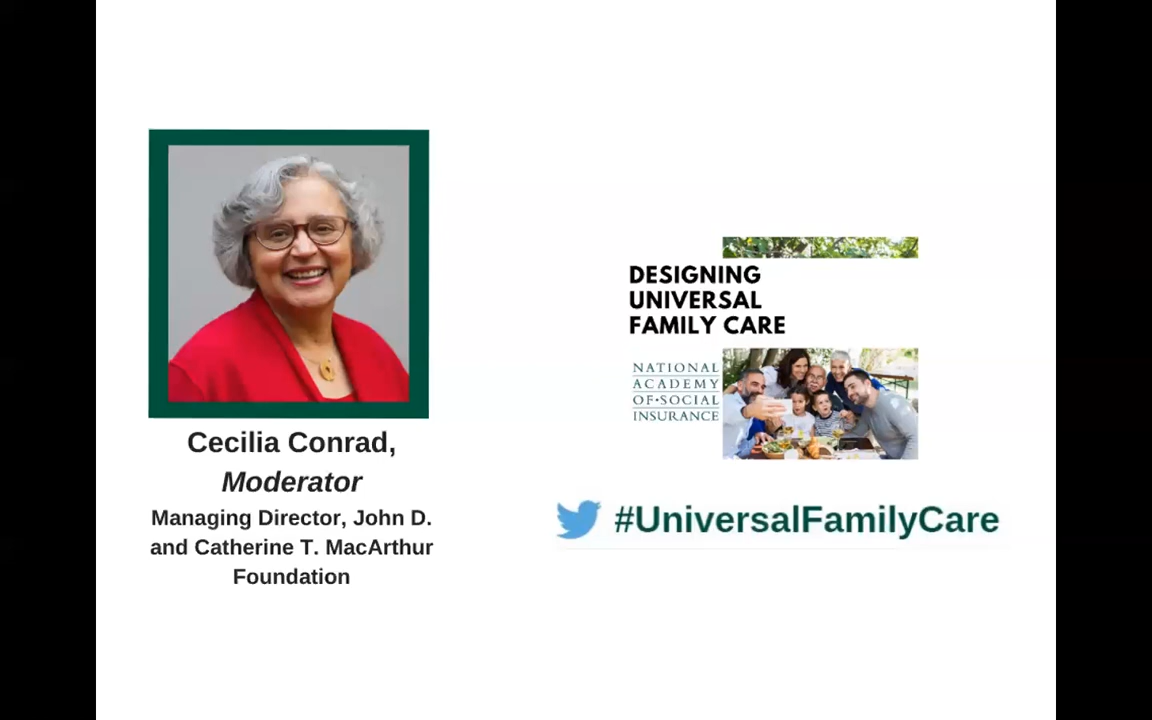 Cecilia Conrad,
Moderator
Managing Director, John D.
and Catherine T. MacArthur
Foundation
DESIGNING
UNIVERSAL
FAMILY CARE
NATIONAL
ACADEMY
OF•SOCIAL
INSURANCE
#UniversalFamilyCare